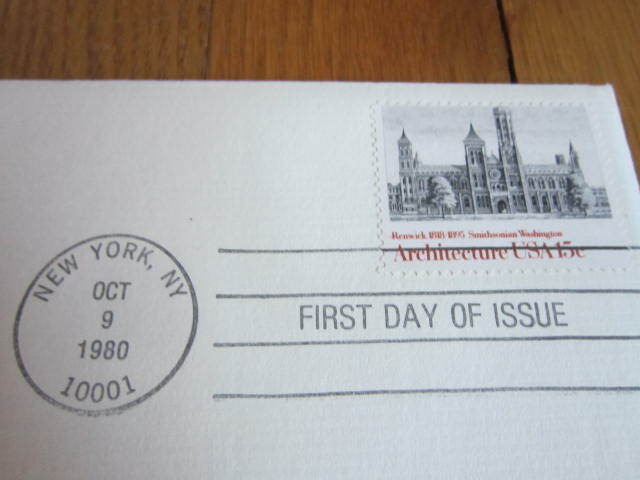 Renwick 1818-1895 Smithsonian Washington
Architecture USA 15c
NEW YORK, NY
OCT
9
1980
10001
FIRST DAY OF ISSUE